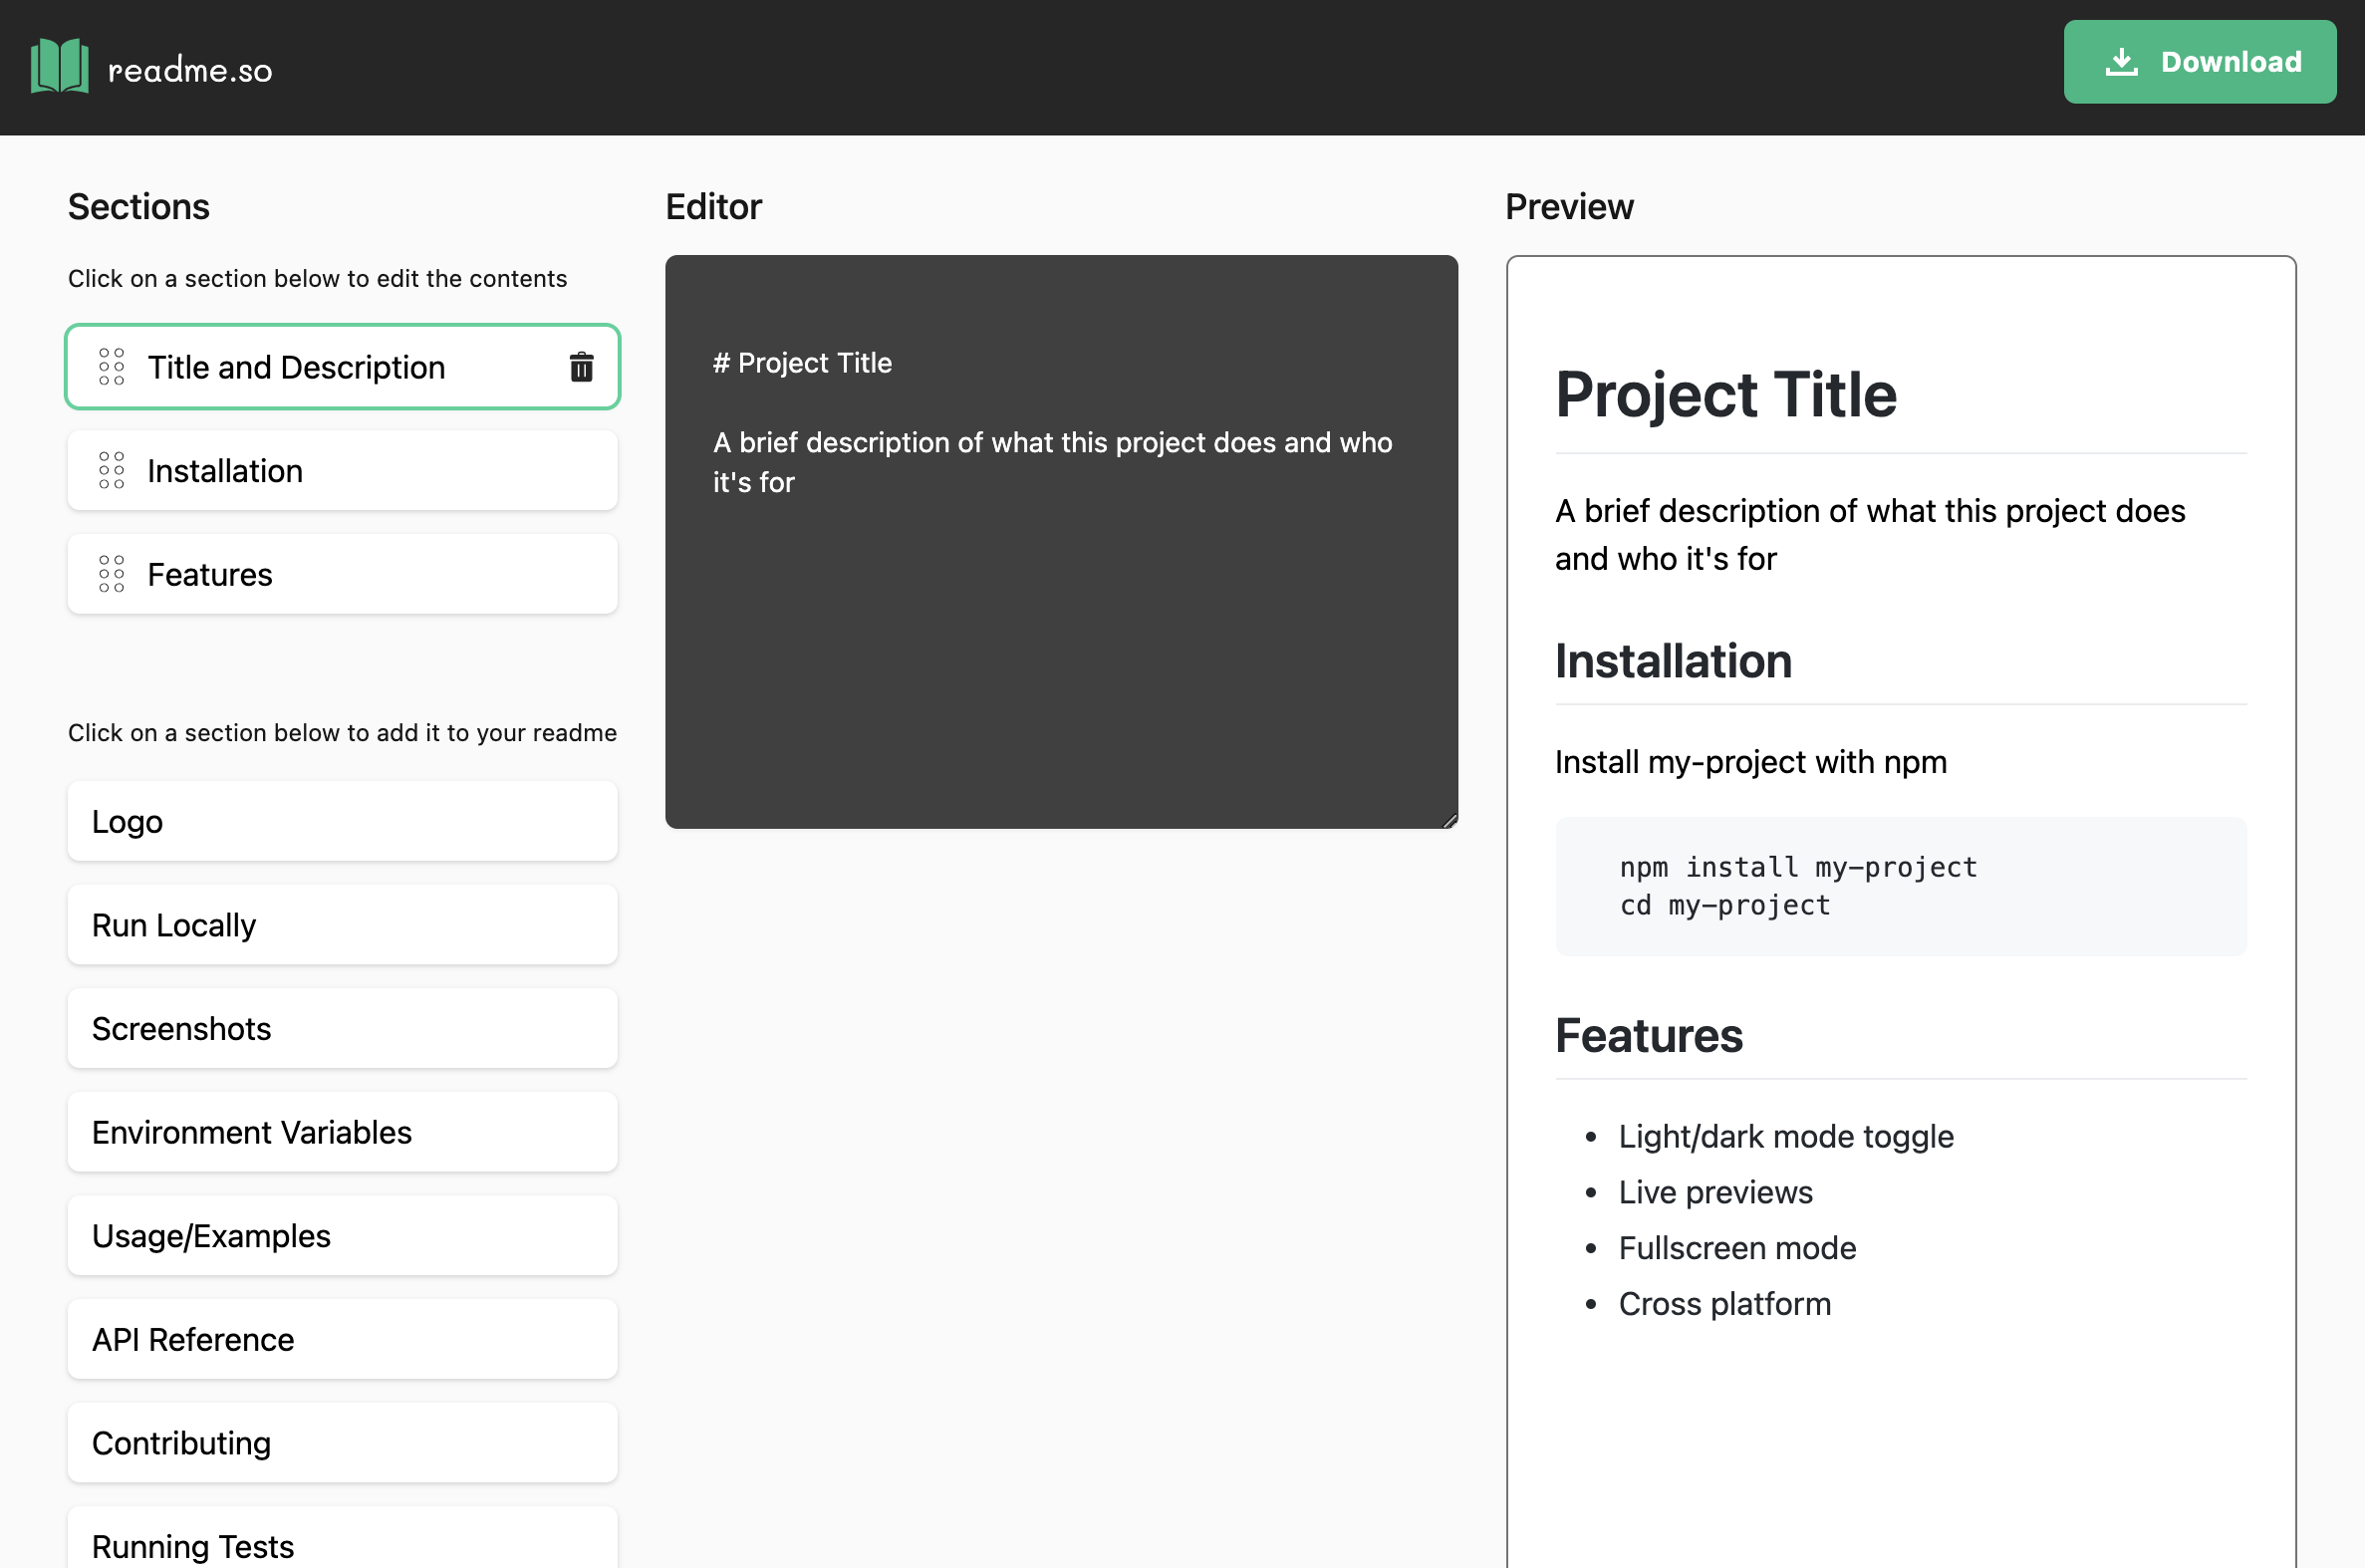 readme.so
Download
Sections
Click on a section below to edit the contents
Title and Description
Installation
Features
Click on a section below to add it to your readme
Logo
Run Locally
Screenshots
Environment Variables
Usage/Examples
API Reference
Contributing
Running Tests
Editor
# Project Title
A brief description of what this project does and who
it's for
Preview
Project Title
A brief description of what this project does
and who it's for
Installation
Install my-project with npm
npm install my-project
cd my-project
Features
• Light/dark mode toggle
• Live previews
• Fullscreen mode
• Cross platform